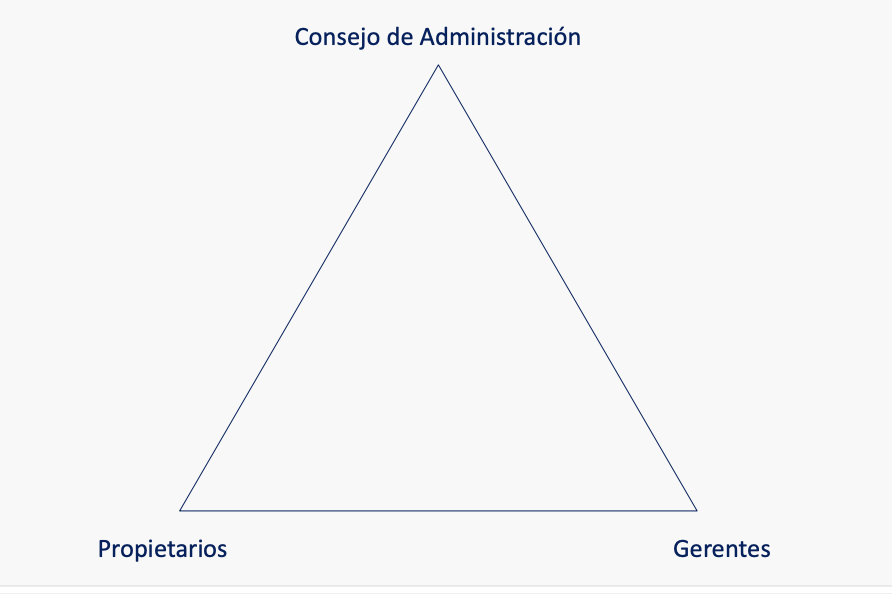 Consejo de Administración
Propietarios
Gerentes